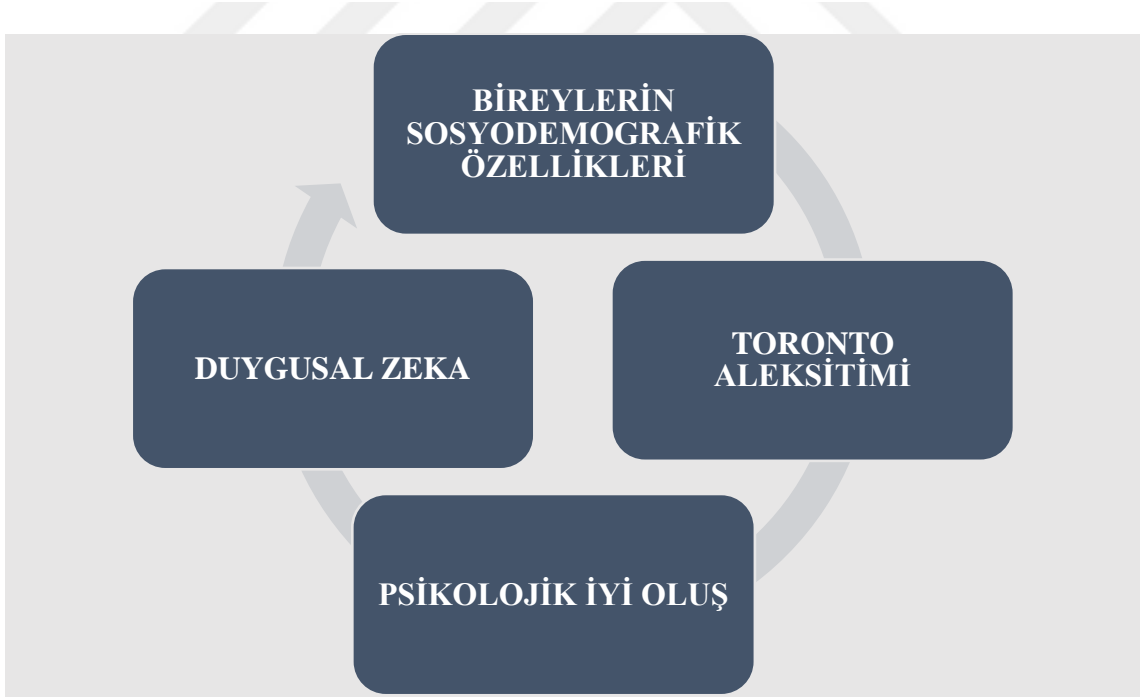 BİREYLERİN
SOSYODEMOGRAFİK
ÖZELLİKLERİ
DUYGUSAL ZEKA
TORONTO
ALEKSİTİMİ
PSİKOLOJİK İYİ OLUŞ